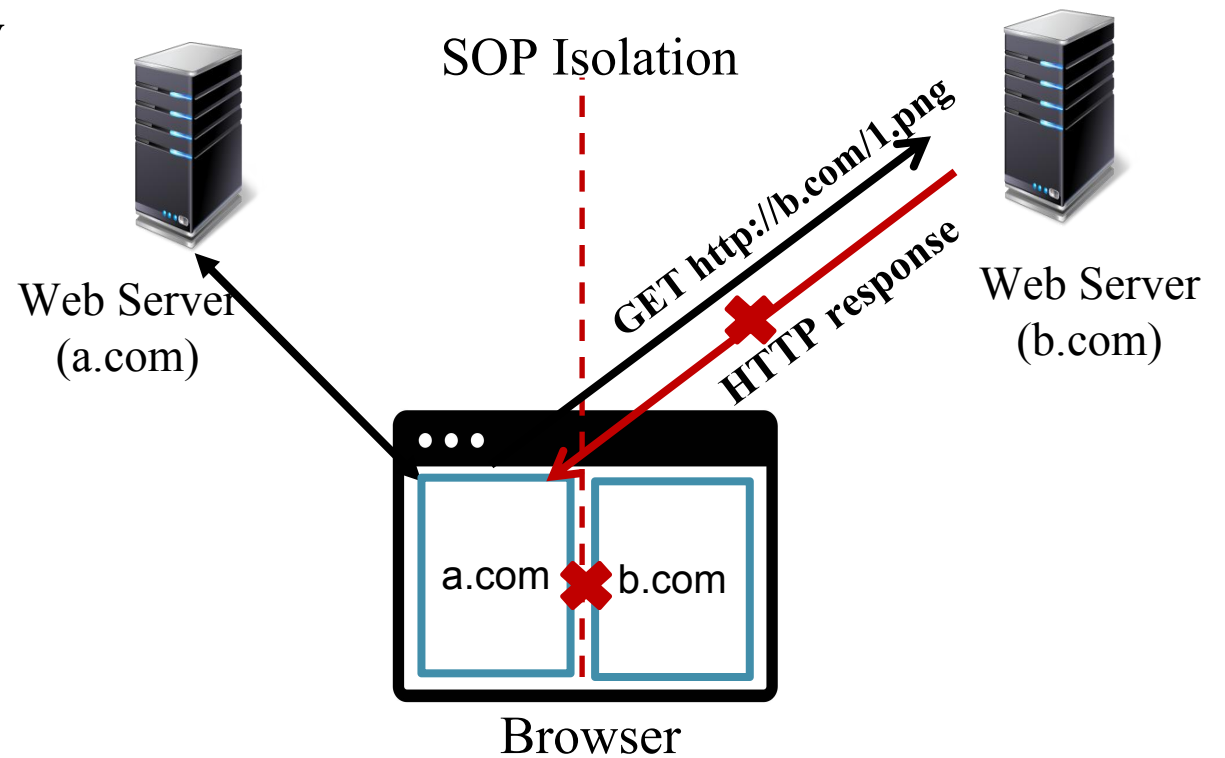 SOP Isolation
GET http://b.com/1.png
HTTP response
Web Server
(a.com)
Web Server
(b.com)
a.com
b.com
Browser